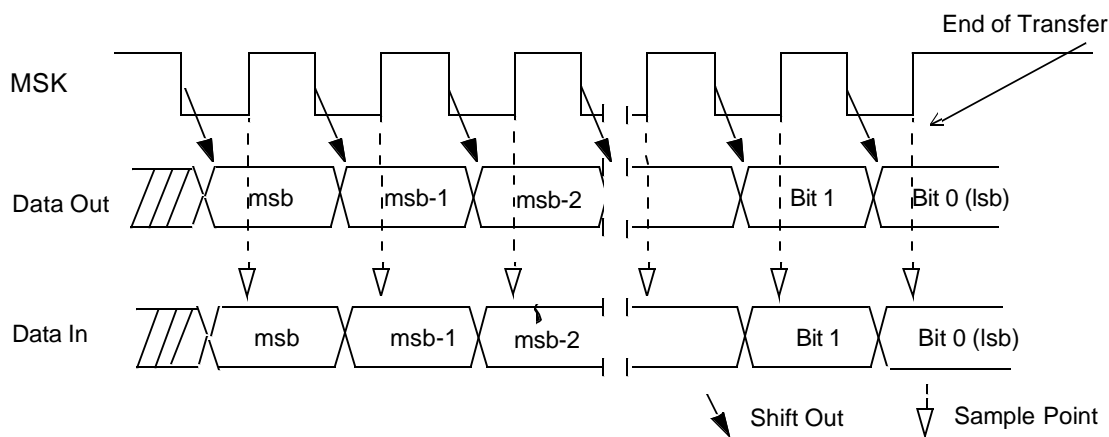 End of Transfer
MSK
Data Out
msb
msb-1
msb-2
Bit 1
Bit 0 (lsb)
Data In
msb
msb-1
msb-2
Bit 1
Bit 0 (lsb)
Shift Out
Sample Point